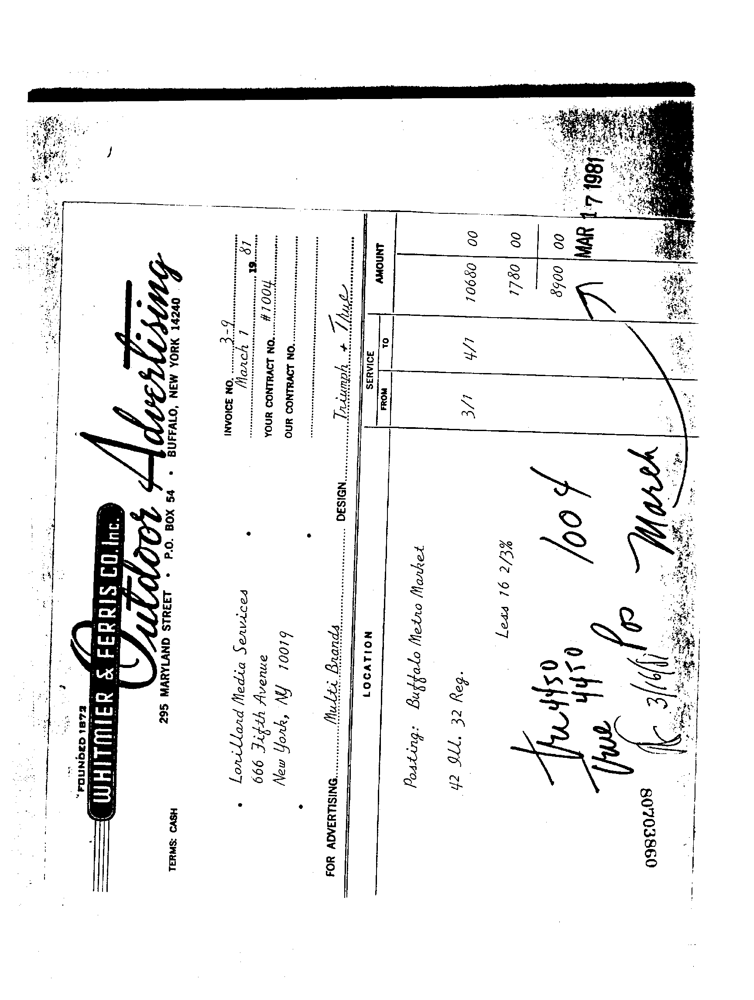 FOUNDED 1872
WHITMIER & FERRIS CO. Inc.
Outdoor Advertising
295 MARYLAND STREET • P.O. BOX 54 • BUFFALO, NEW YORK 14240
TERMS: CASH
INVOICE NO. 3-9
March 1 19 81
YOUR CONTRACT NO. #1004
OUR CONTRACT NO.
• Lorillard Media Services •
666 Fifth Avenue
New York, NY 10019
• •
FOR ADVERTISING Multi Brands DESIGN Triumph + True
LOCATION SERVICE AMOUNT
FROM TO
Posting: Buffalo Metro Market
42 Ill. 32 Reg. 3/1 4/1 10680 00
Less 16 2/3% 1780 00
8900 00
MAR 17 1981
tru 4450 1004
true 4450
Pos March
3/16/81
80703860